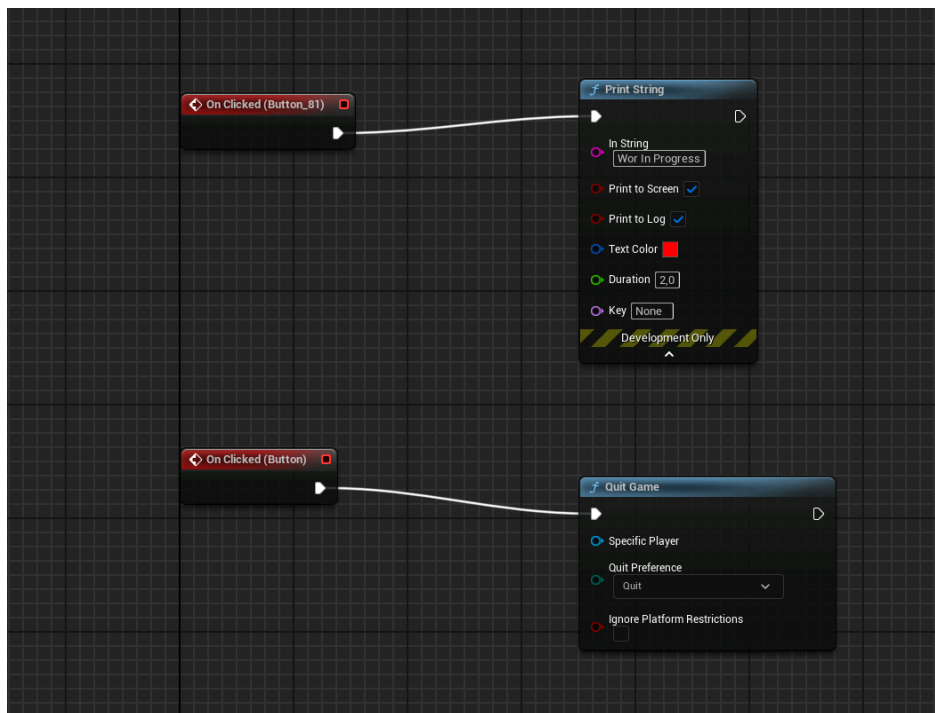 On Clicked (Button_81)
Print String
In String
Wor In Progress
Print to Screen
Print to Log
Text Color
Duration 2,0
Key None
Development Only
On Clicked (Button)
Quit Game
Specific Player
Quit Preference
Quit
Ignore Platform Restrictions